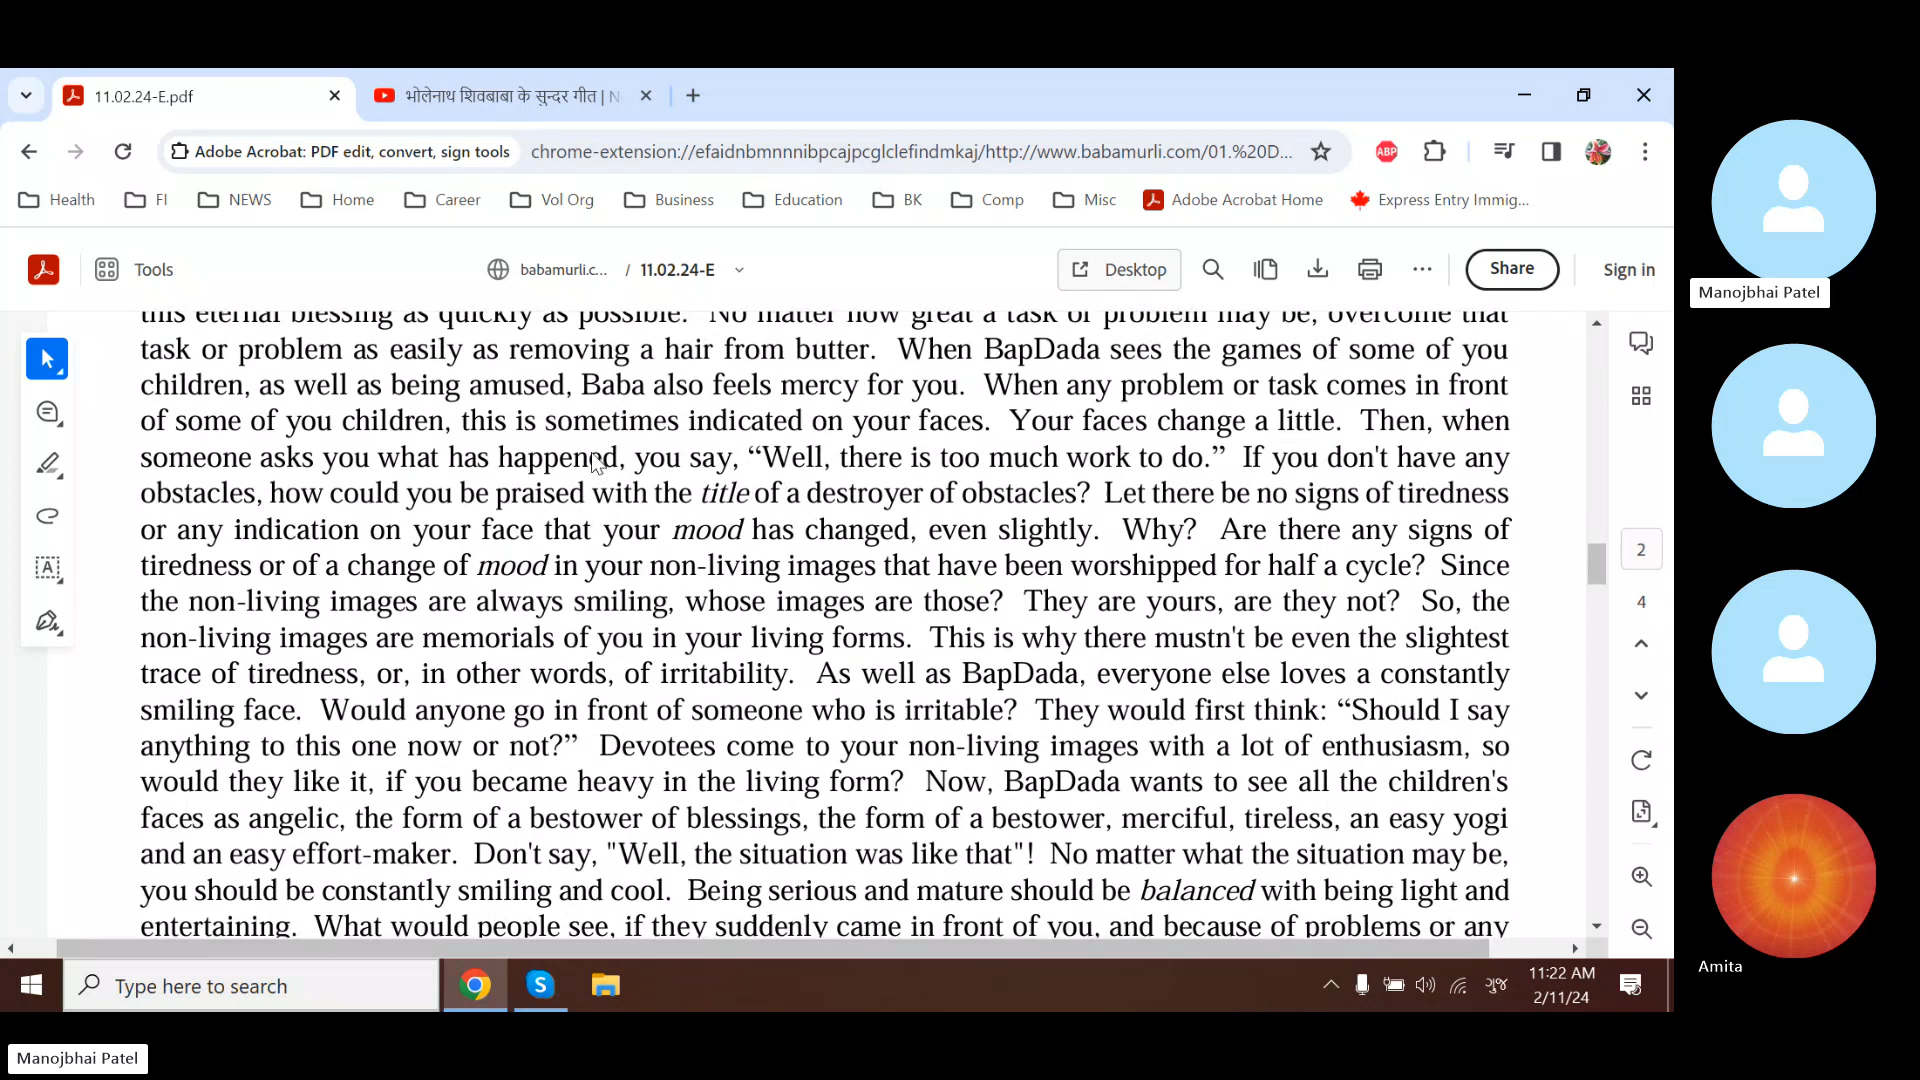 11.02.24-E.pdf
भोलेनाथ शिवबाबा के सुन्दर गीत | N
Adobe Acrobat: PDF edit, convert, sign tools
chrome-extension://efaidnbmnnnibpcajpcglclefindmkaj/http://www.babamurli.com/01.%20D...
ABP
Health FI NEWS Home Career Vol Org Business Education BK Comp Misc Adobe Acrobat Home Express Entry Immig...
Tools
babamurli.c... / 11.02.24-E
Desktop
Share
Sign in
this eternal blessing as quickly as possible. No matter how great a task or problem may be, overcome that
task or problem as easily as removing a hair from butter. When BapDada sees the games of some of you
children, as well as being amused, Baba also feels mercy for you. When any problem or task comes in front
of some of you children, this is sometimes indicated on your faces. Your faces change a little. Then, when
someone asks you what has happened, you say, “Well, there is too much work to do.” If you don't have any
obstacles, how could you be praised with the title of a destroyer of obstacles? Let there be no signs of tiredness
or any indication on your face that your mood has changed, even slightly. Why? Are there any signs of
tiredness or of a change of mood in your non-living images that have been worshipped for half a cycle? Since
the non-living images are always smiling, whose images are those? They are yours, are they not? So, the
non-living images are memorials of you in your living forms. This is why there mustn't be even the slightest
trace of tiredness, or, in other words, of irritability. As well as BapDada, everyone else loves a constantly
smiling face. Would anyone go in front of someone who is irritable? They would first think: “Should I say
anything to this one now or not?” Devotees come to your non-living images with a lot of enthusiasm, so
would they like it, if you became heavy in the living form? Now, BapDada wants to see all the children's
faces as angelic, the form of a bestower of blessings, the form of a bestower, merciful, tireless, an easy yogi
and an easy effort-maker. Don't say, "Well, the situation was like that"! No matter what the situation may be,
you should be constantly smiling and cool. Being serious and mature should be balanced with being light and
entertaining. What would people see, if they suddenly came in front of you, and because of problems or any
2
4
Type here to search
ગુજ
11:22 AM
2/11/24
Manojbhai Patel
Amita
Manojbhai Patel